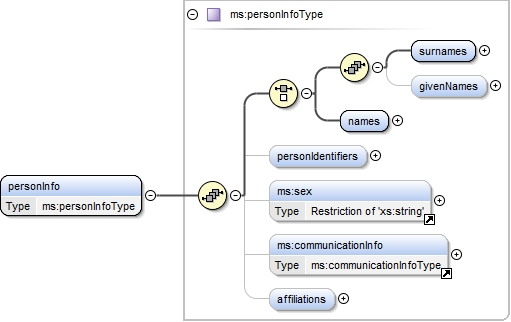 ms:personInfoType
surnames
givenNames
names
personIdentifiers
personInfo
Type ms:personInfoType
ms:sex
Type Restriction of 'xs:string'
ms:communicationInfo
Type ms:communicationInfoType
affiliations